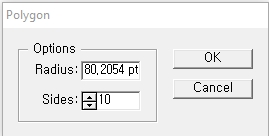 Polygon
Options
Radius: 80,2054 pt
Sides: 10
OK
Cancel